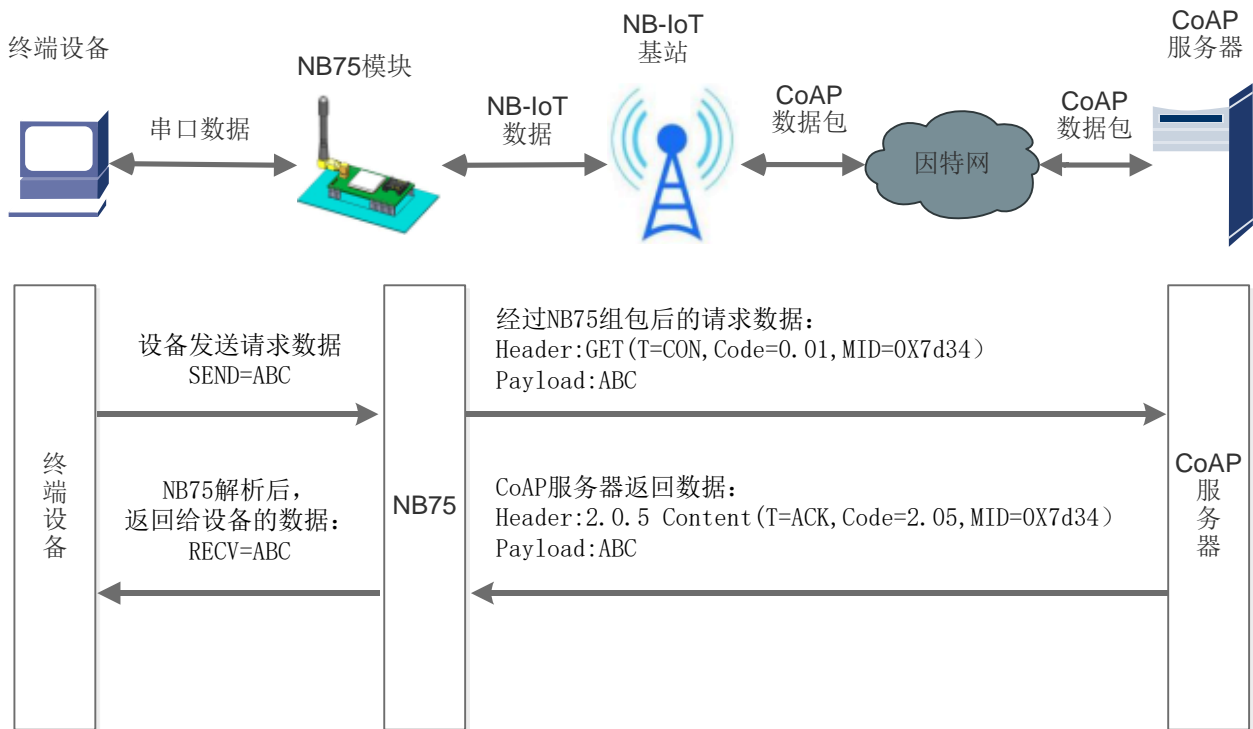 终端设备
NB75模块
NB-IoT
基站
CoAP
服务器
串口数据
NB-IoT
数据
CoAP
数据包
因特网
CoAP
数据包
设备发送请求数据
SEND=ABC
经过NB75组包后的请求数据：
Header:GET(T=CON,Code=0.01,MID=0X7d34）
Payload:ABC
终端设备
NB75解析后，
返回给设备的数据：
RECV=ABC
NB75
CoAP服务器返回数据：
Header:2.0.5 Content(T=ACK,Code=2.05,MID=0X7d34）
Payload:ABC
CoAP
服务器